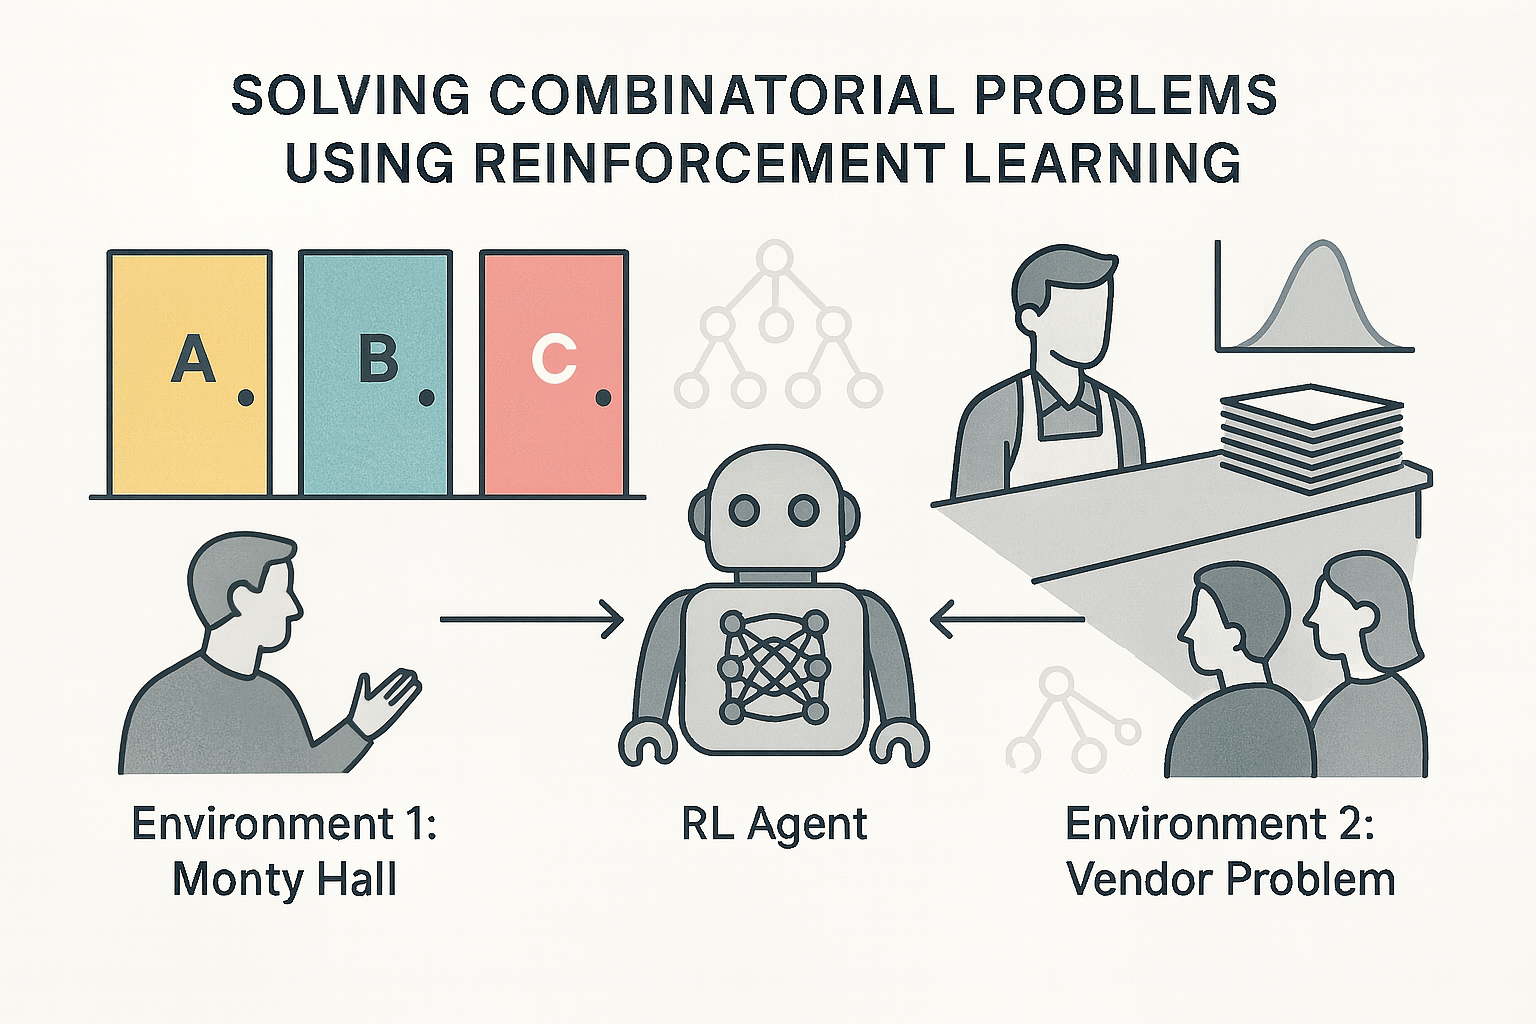 SOLVING COMBINATORIAL PROBLEMS
USING REINFORCEMENT LEARNING
A
B
C
Environment 1:
Monty Hall
RL Agent
Environment 2:
Vendor Problem